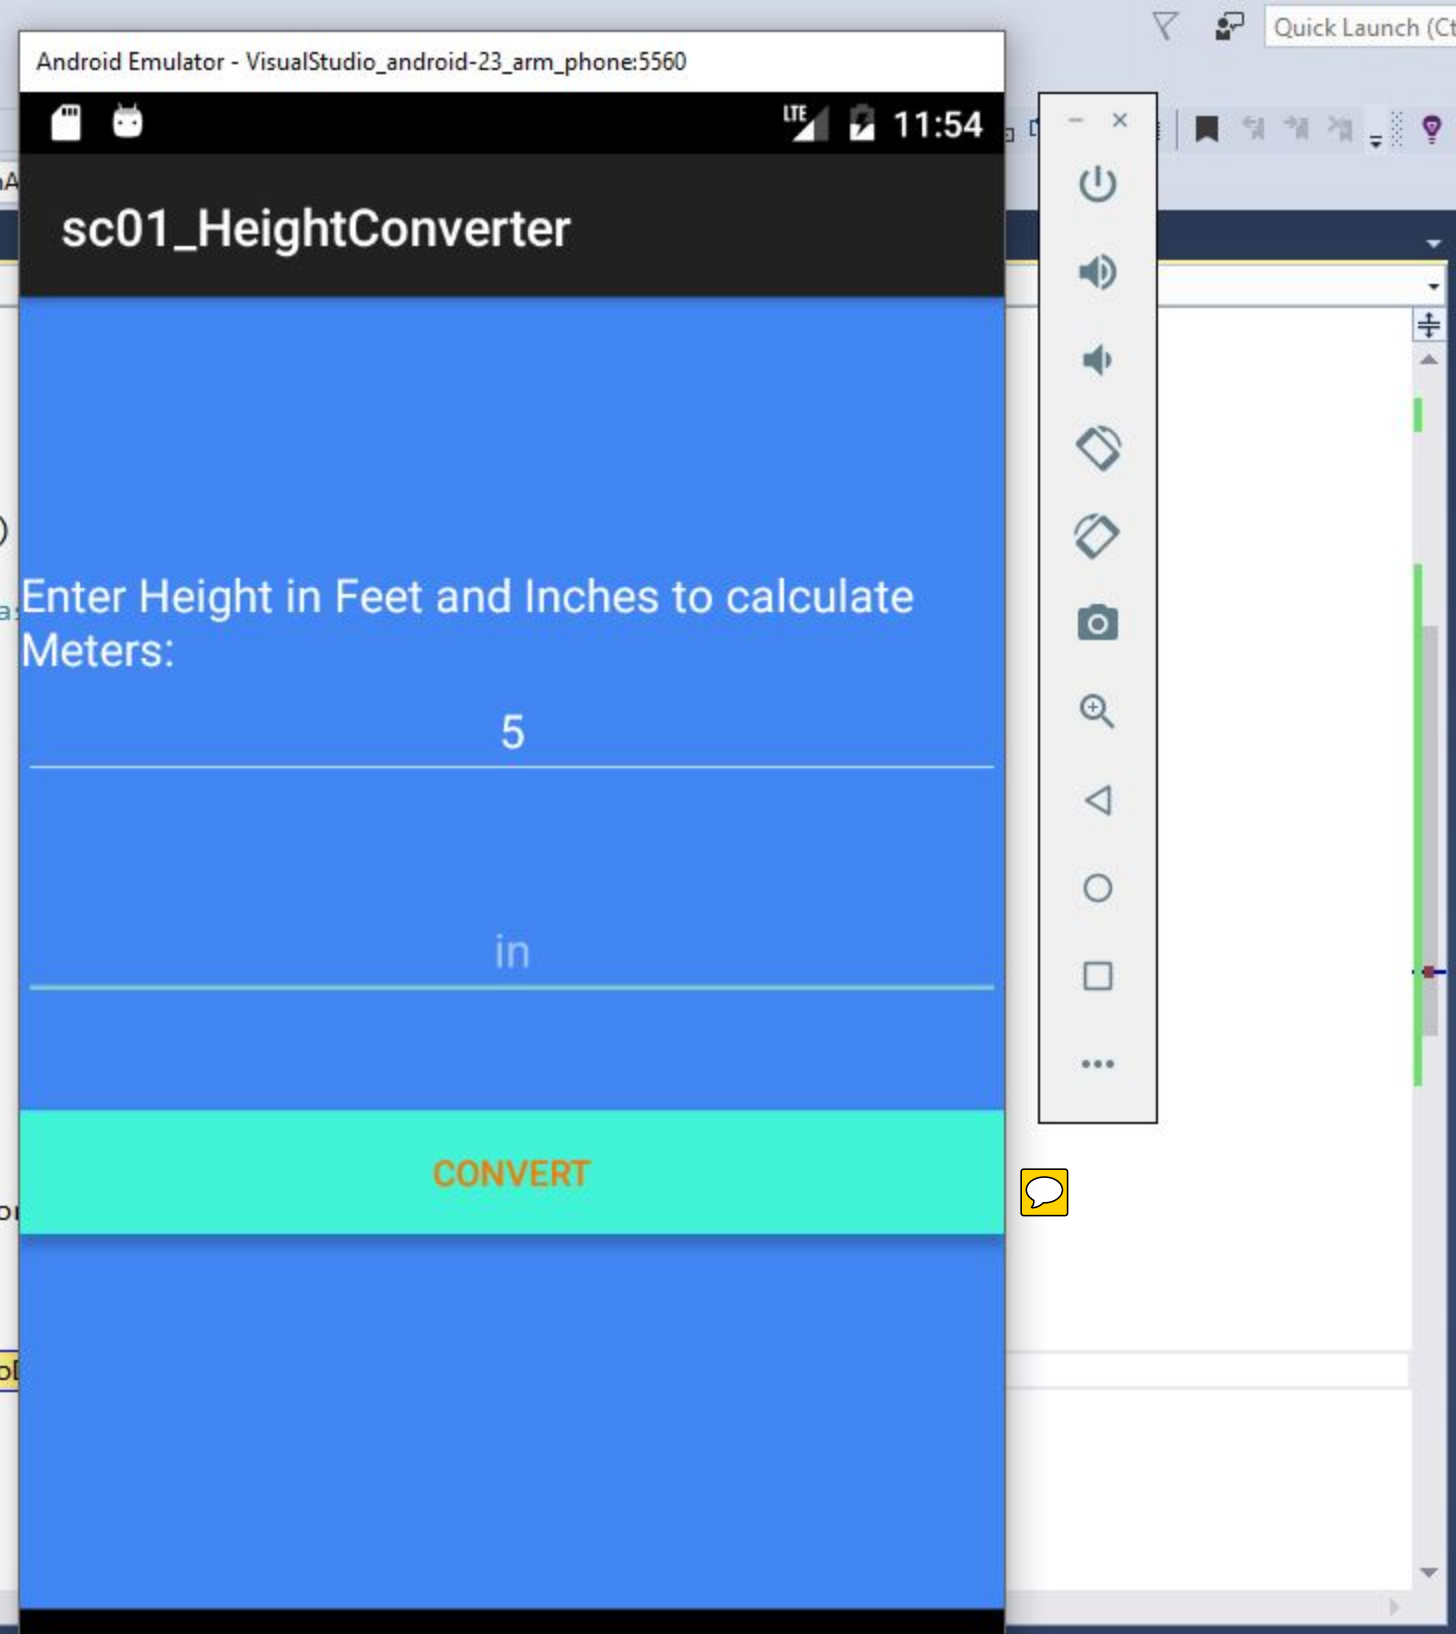 Quick Launch (Ct
Android Emulator - VisualStudio_android-23_arm_phone:5560
LTE 11:54
sc01_HeightConverter
Enter Height in Feet and Inches to calculate
Meters:
5
in
CONVERT